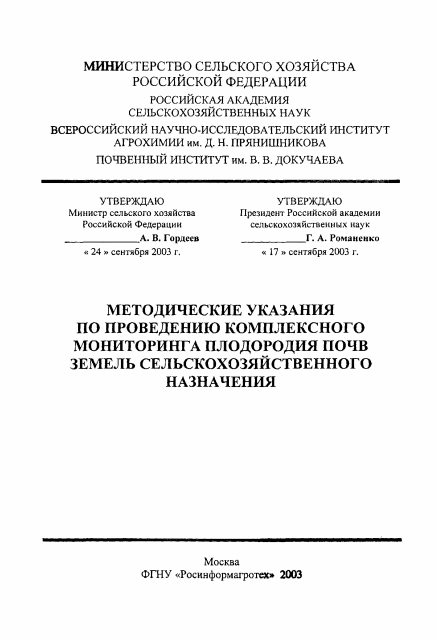 МИНИСТЕРСТВО СЕЛЬСКОГО ХОЗЯЙСТВА
РОССИЙСКОЙ ФЕДЕРАЦИИ
РОССИЙСКАЯ АКАДЕМИЯ
СЕЛЬСКОХОЗЯЙСТВЕННЫХ НАУК
ВСЕРОССИЙСКИЙ НАУЧНО-ИССЛЕДОВАТЕЛЬСКИЙ ИНСТИТУТ
АГРОХИМИИ им. Д. Н. ПРЯНИШНИКОВА
ПОЧВЕННЫЙ ИНСТИТУТ им. В. В. ДОКУЧАЕВА
УТВЕРЖДАЮ
Министр сельского хозяйства
Российской Федерации
____________А. В. Гордеев
« 24 » сентября 2003 г.
УТВЕРЖДАЮ
Президент Российской академии
сельскохозяйственных наук
__________Г. А. Романенко
« 17 » сентября 2003 г.
МЕТОДИЧЕСКИЕ УКАЗАНИЯ
ПО ПРОВЕДЕНИЮ КОМПЛЕКСНОГО
МОНИТОРИНГА ПЛОДОРОДИЯ ПОЧВ
ЗЕМЕЛЬ СЕЛЬСКОХОЗЯЙСТВЕННОГО
НАЗНАЧЕНИЯ
Москва
ФГНУ «Росинформагротех» 2003